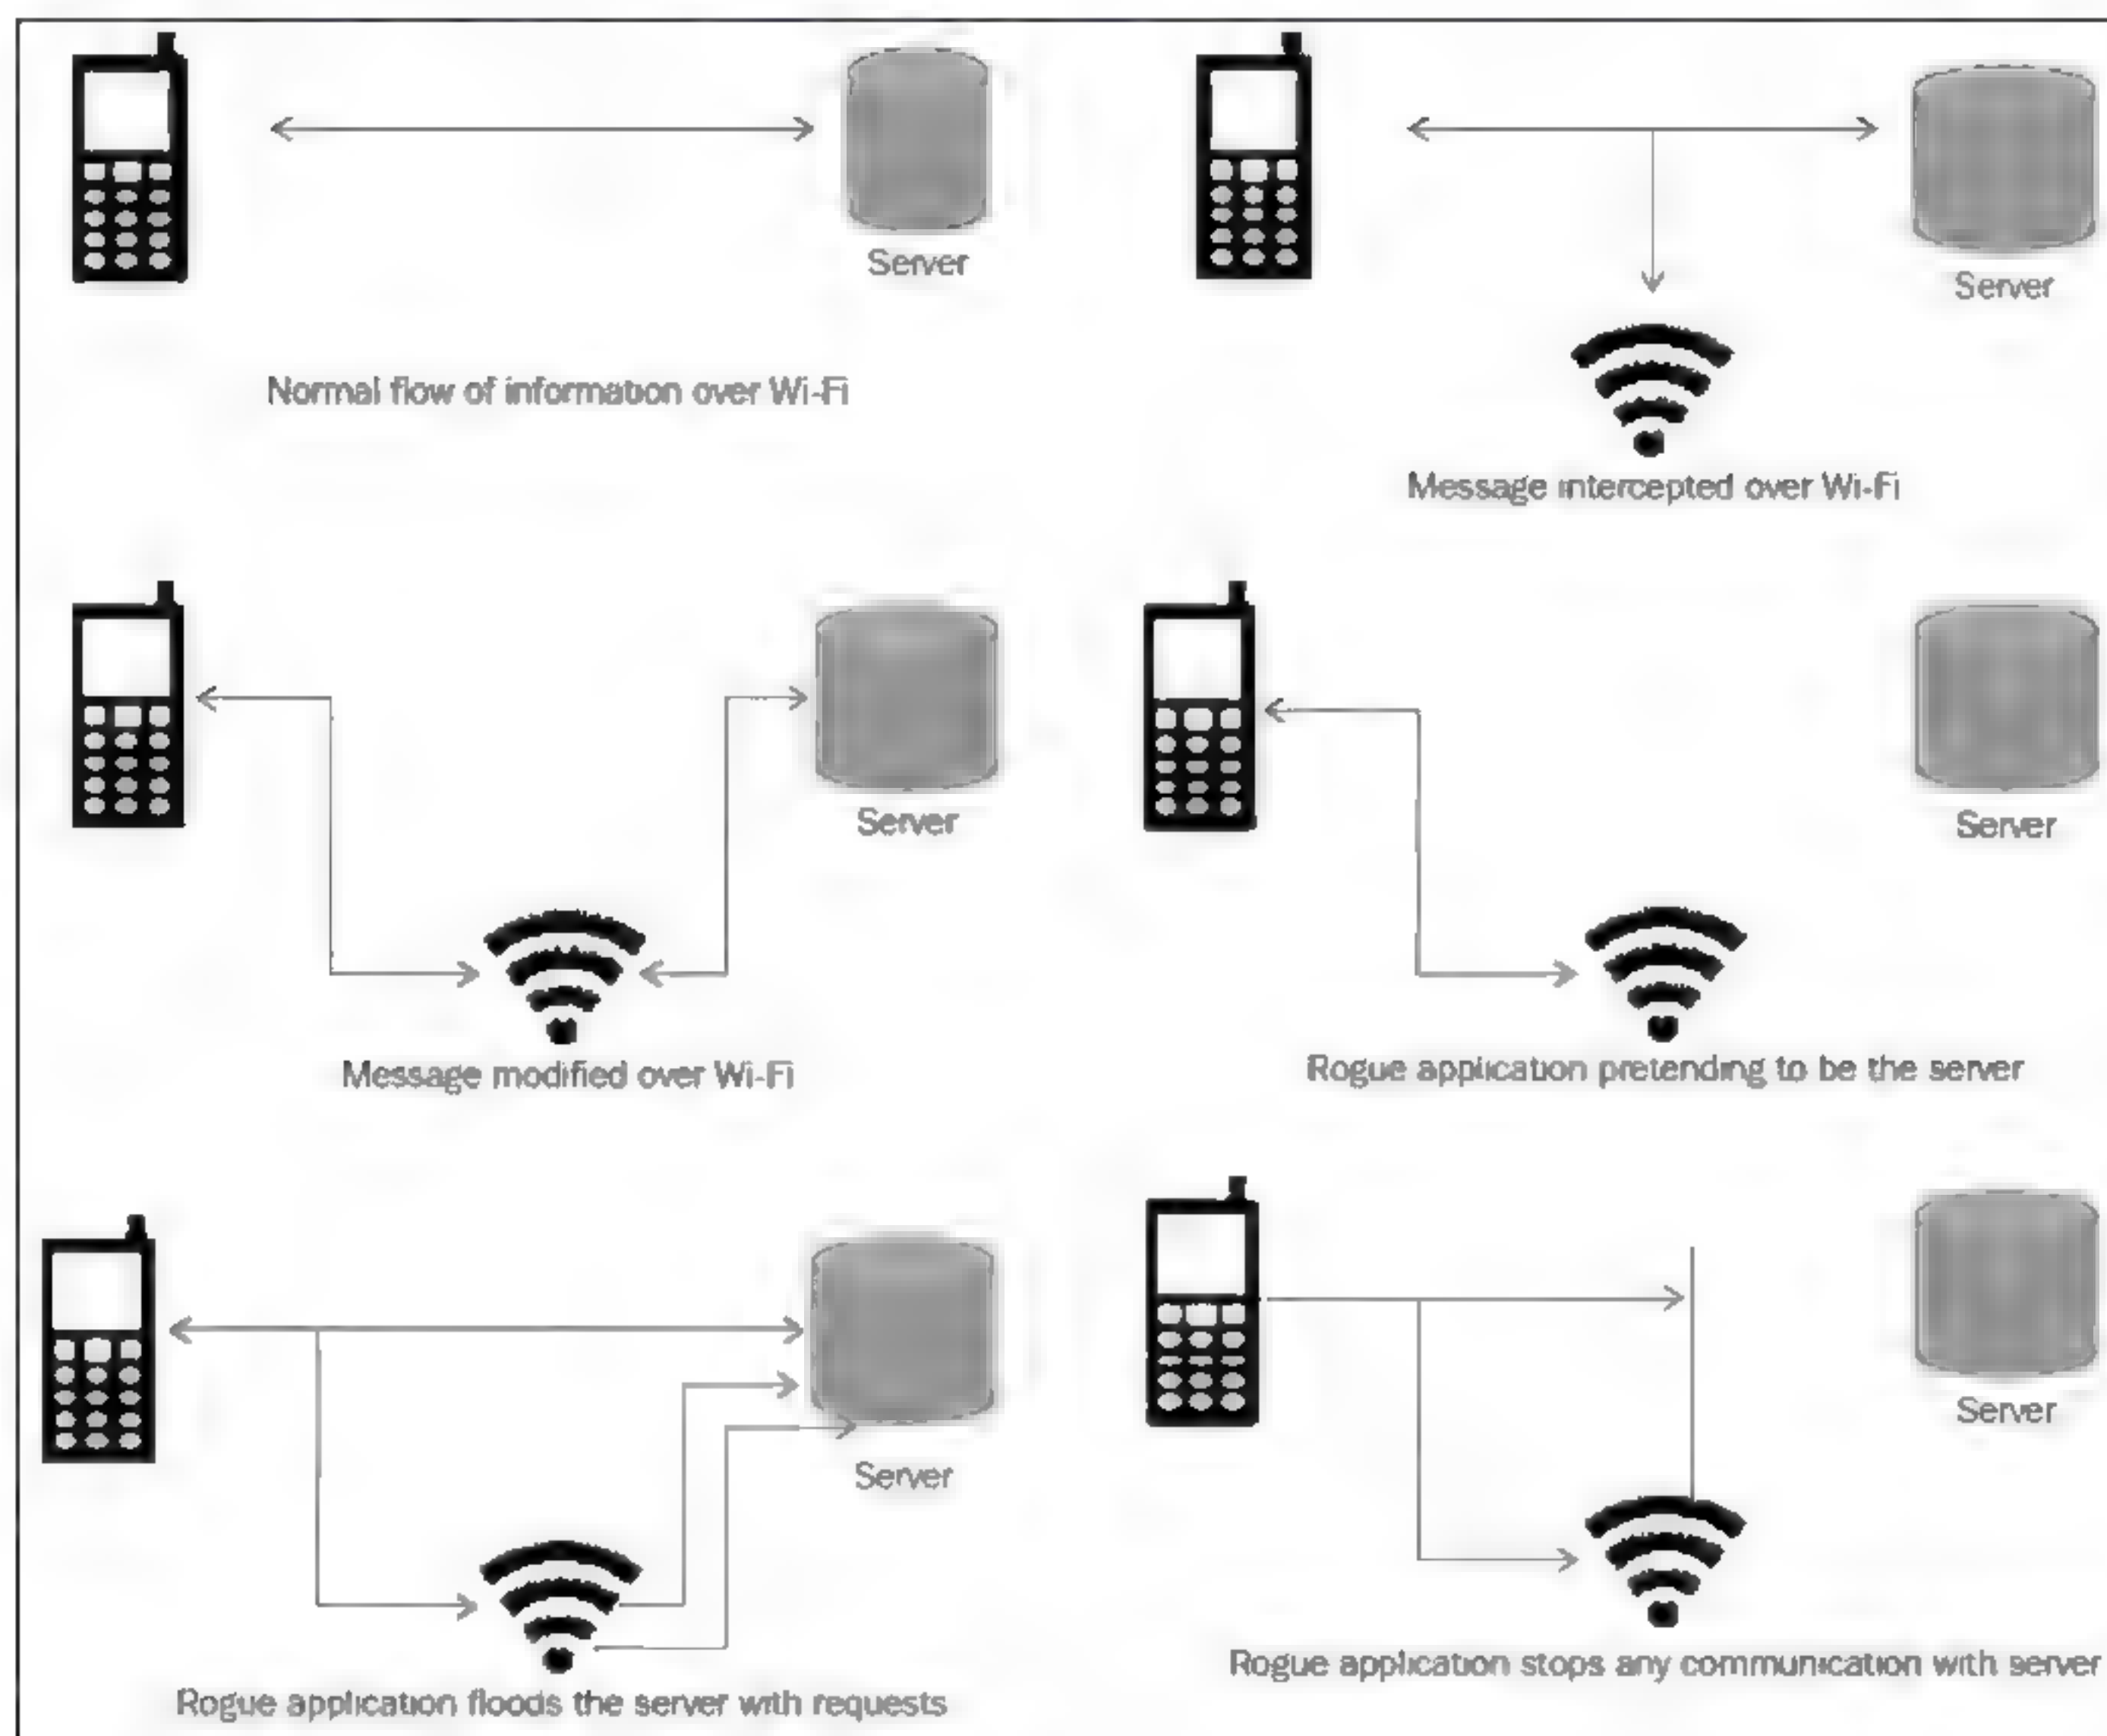 Server
Server
Normal flow of information over Wi-Fi
Message intercepted over Wi-Fi
Server
Server
Message modified over Wi-Fi
Rogue application pretending to be the server
Server
Server
Rogue application floods the server with requests
Rogue application stops any communication with server